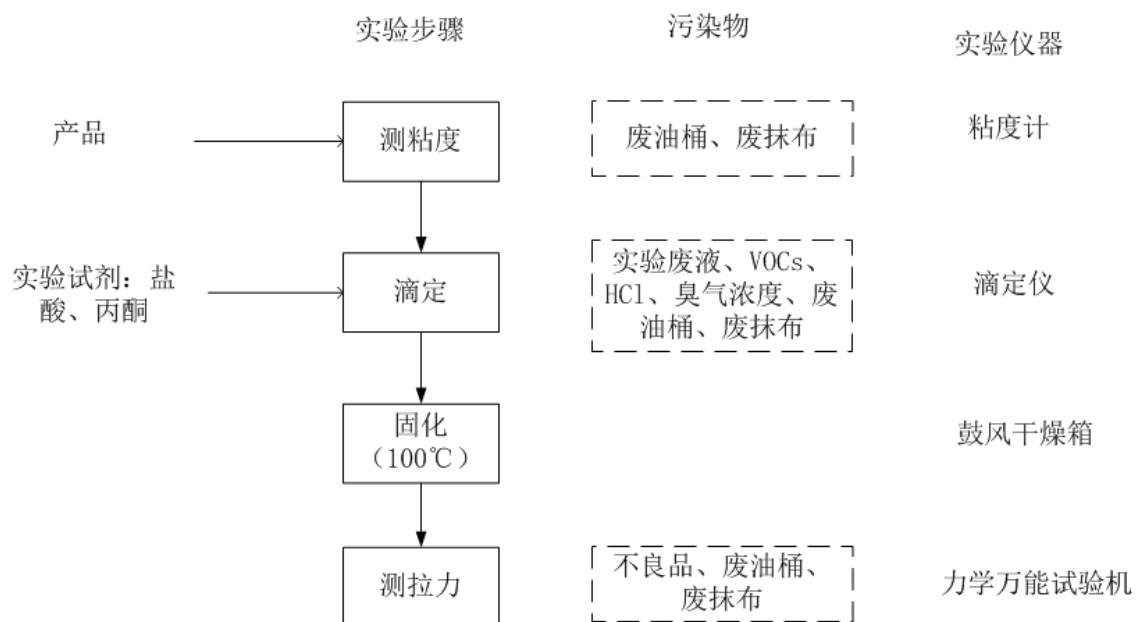 实验步骤
污染物
实验仪器
产品
测粘度
废油桶、废抹布
粘度计
实验试剂：盐
酸、丙酮
滴定
实验废液、VOCs、
HCl、臭气浓度、废
油桶、废抹布
滴定仪
固化
（100℃）
鼓风干燥箱
测拉力
不良品、废油桶、
废抹布
力学万能试验机